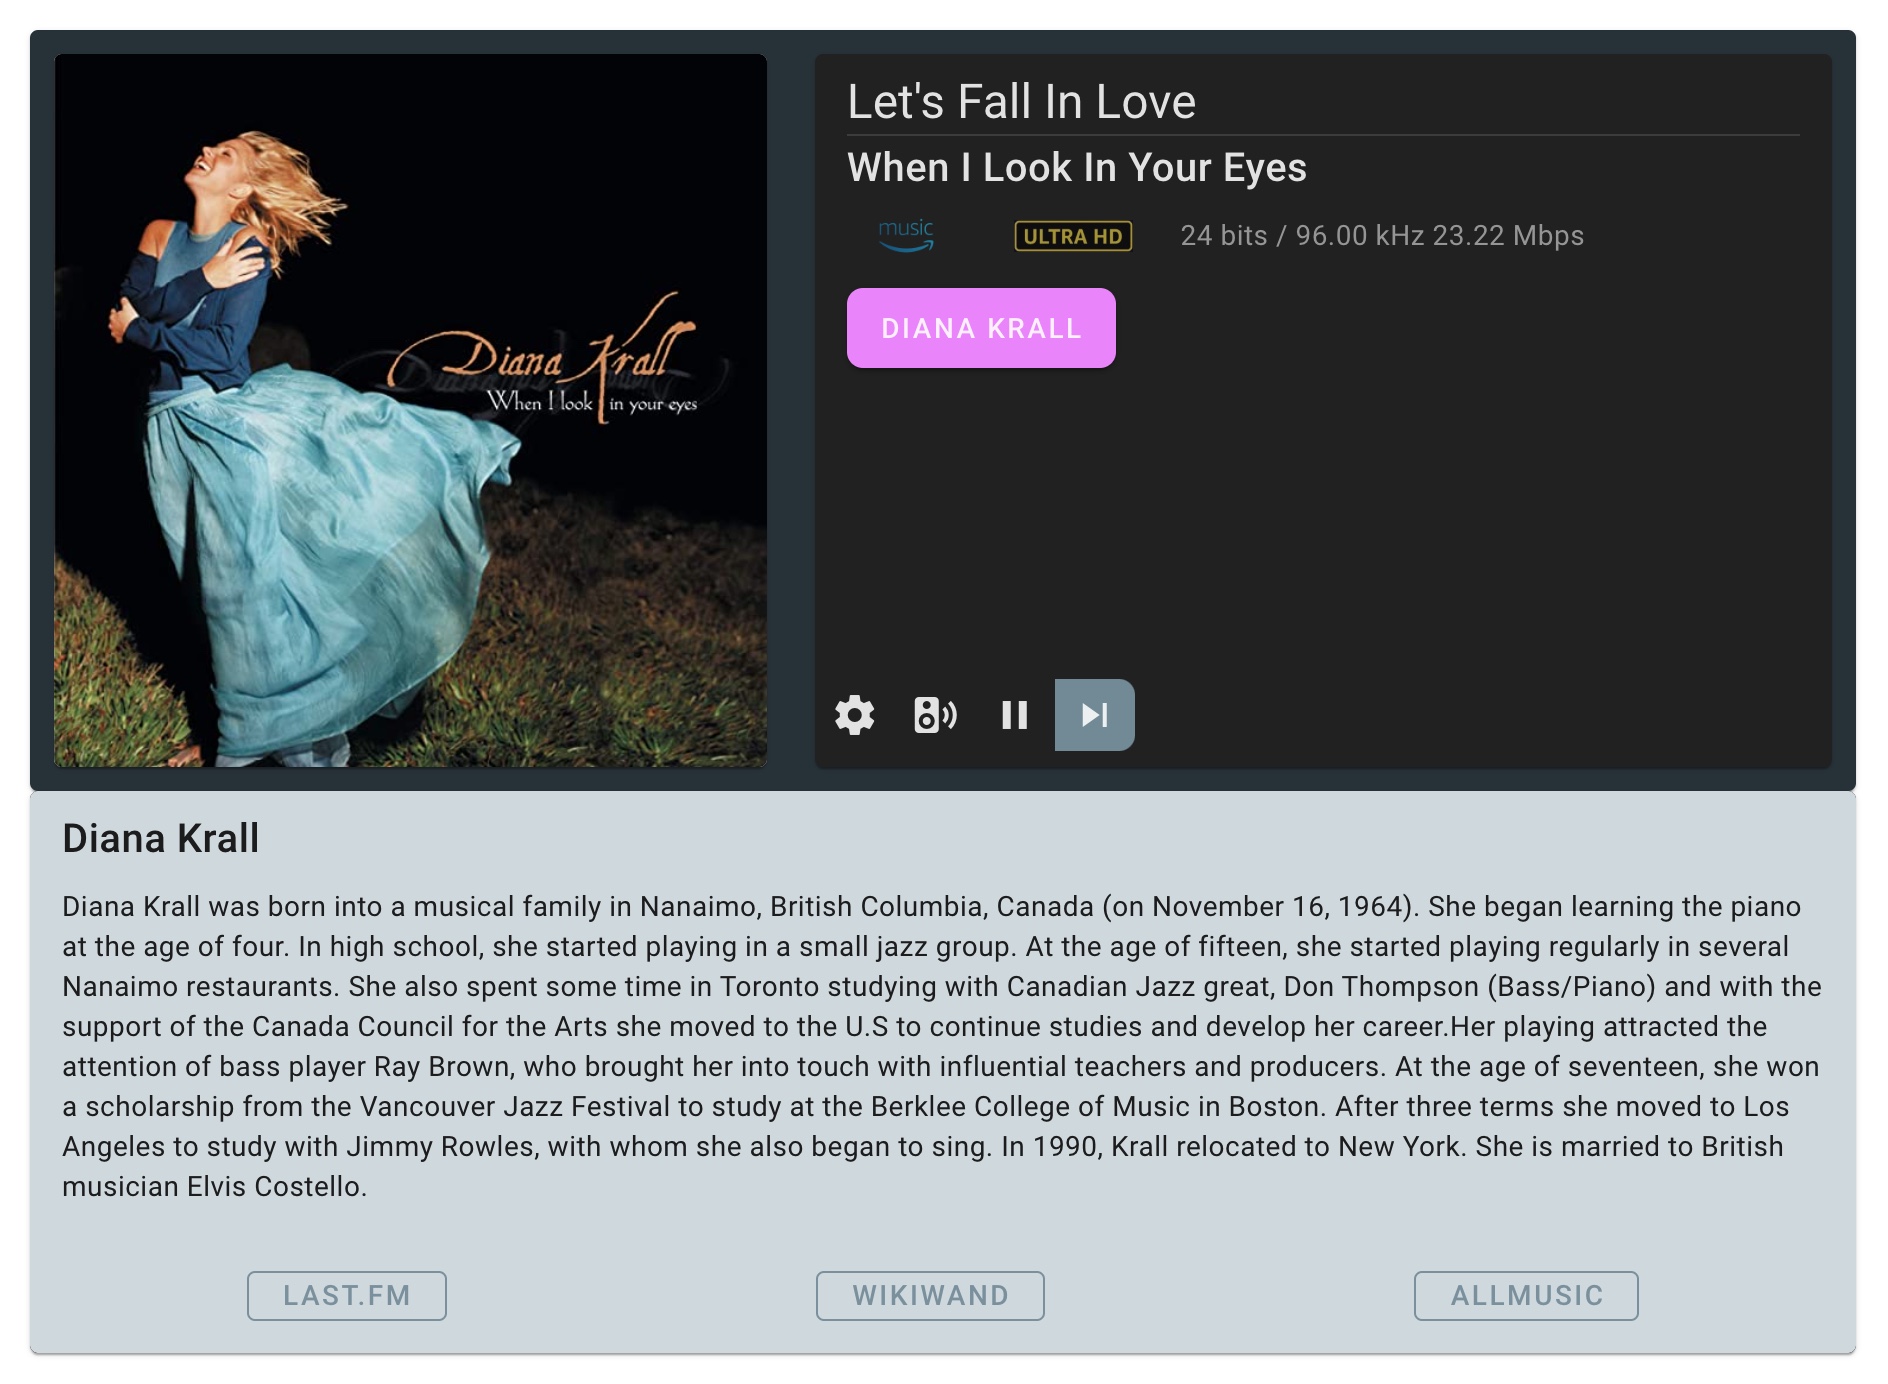 Diana Krall
When I look in your eyes
Let's Fall In Love
When I Look In Your Eyes
music
ULTRA HD
24 bits / 96.00 kHz 23.22 Mbps
DIANA KRALL
Diana Krall
Diana Krall was born into a musical family in Nanaimo, British Columbia, Canada (on November 16, 1964). She began learning the piano
at the age of four. In high school, she started playing in a small jazz group. At the age of fifteen, she started playing regularly in several
Nanaimo restaurants. She also spent some time in Toronto studying with Canadian Jazz great, Don Thompson (Bass/Piano) and with the
support of the Canada Council for the Arts she moved to the U.S to continue studies and develop her career.Her playing attracted the
attention of bass player Ray Brown, who brought her into touch with influential teachers and producers. At the age of seventeen, she won
a scholarship from the Vancouver Jazz Festival to study at the Berklee College of Music in Boston. After three terms she moved to Los
Angeles to study with Jimmy Rowles, with whom she also began to sing. In 1990, Krall relocated to New York. She is married to British
musician Elvis Costello.
LAST.FM
WIKIWAND
ALLMUSIC